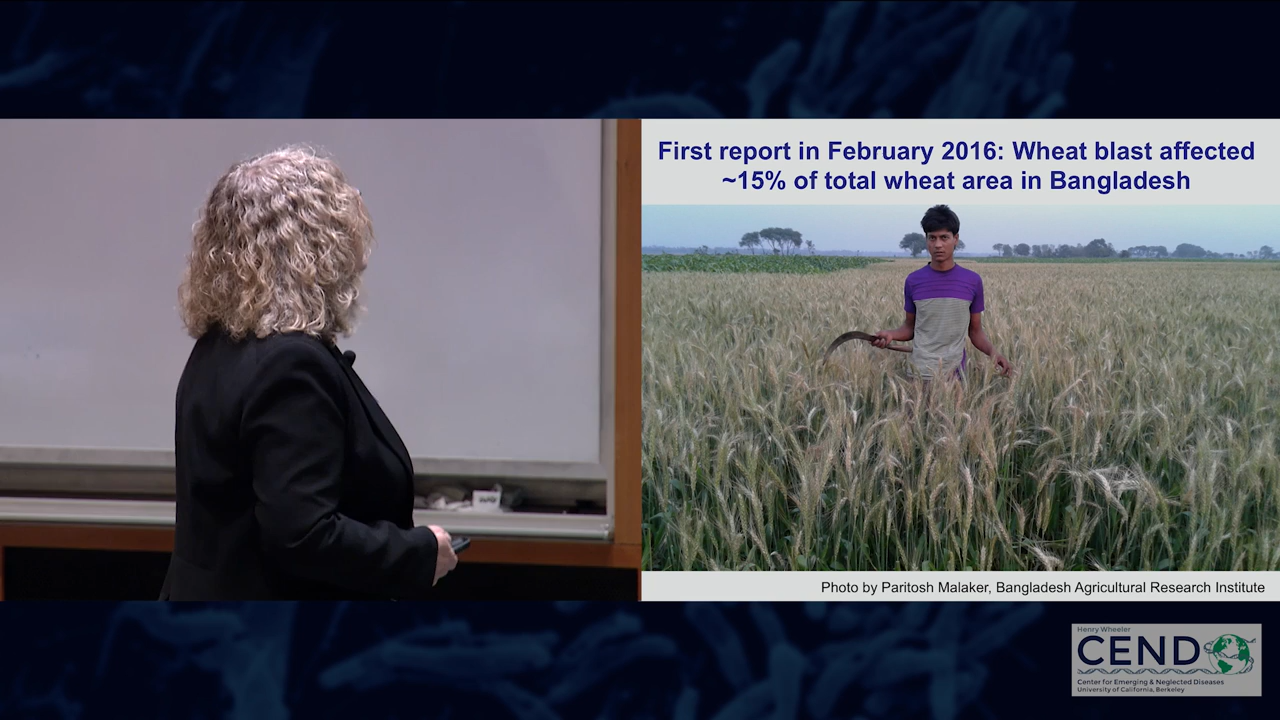 First report in February 2016: Wheat blast affected
~15% of total wheat area in Bangladesh
Photo by Paritosh Malaker, Bangladesh Agricultural Research Institute
Henry Wheeler
CEND
Center for Emerging & Neglected Diseases
University of California, Berkeley